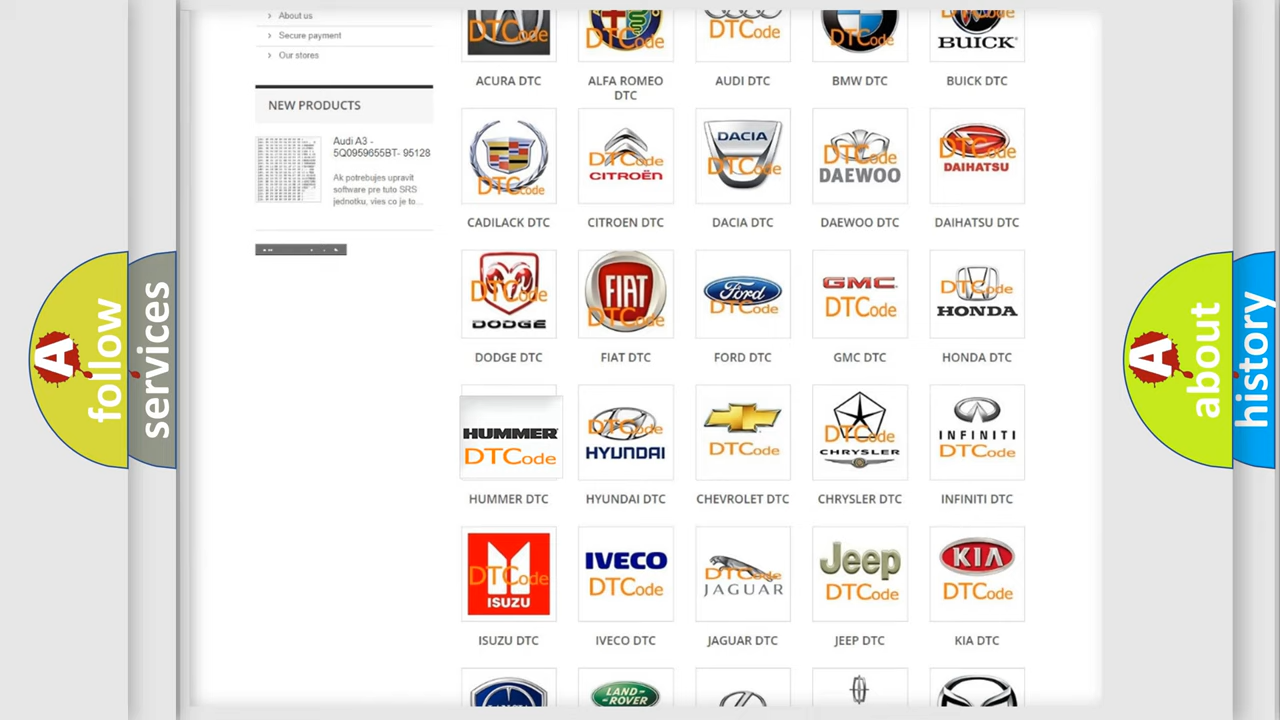 About us
Secure payment
Our stores
NEW PRODUCTS
Audi A3 -
5Q0959655BT- 95128
Ak potrebujes upravit
software pre tuto SRS
jednotku, vies co je to...
A follow
services
A about
history
DTCode
DTCode
DTCode
DTCode
DTCode
BUICK
ACURA DTC
ALFA ROMEO
DTC
AUDI DTC
BMW DTC
BUICK DTC
DTCode
DTCode
CITROËN
DACIA
DTCode
DTCode
DAEWOO
DTCode
DAIHATSU
CADILACK DTC
CITROEN DTC
DACIA DTC
DAEWOO DTC
DAIHATSU DTC
DTCode
DODGE
FIAT
DTCode
Ford
DTCode
GMC
DTCode
DTCode
HONDA
DODGE DTC
FIAT DTC
FORD DTC
GMC DTC
HONDA DTC
HUMMER
DTCode
DTCode
HYUNDAI
DTCode
DTCode
CHRYSLER
INFINITI
DTCode
HUMMER DTC
HYUNDAI DTC
CHEVROLET DTC
CHRYSLER DTC
INFINITI DTC
DTCode
ISUZU
IVECO
DTCode
DTCode
JAGUAR
Jeep
DTCode
KIA
DTCode
ISUZU DTC
IVECO DTC
JAGUAR DTC
JEEP DTC
KIA DTC
LAND-
ROVER